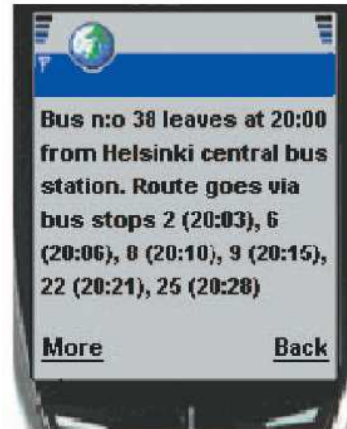 Bus n:o 38 leaves at 20:00
from Helsinki central bus
station. Route goes via
bus stops 2 (20:03), 6
(20:06), 8 (20:10), 9 (20:15),
22 (20:21), 25 (20:28)
More Back